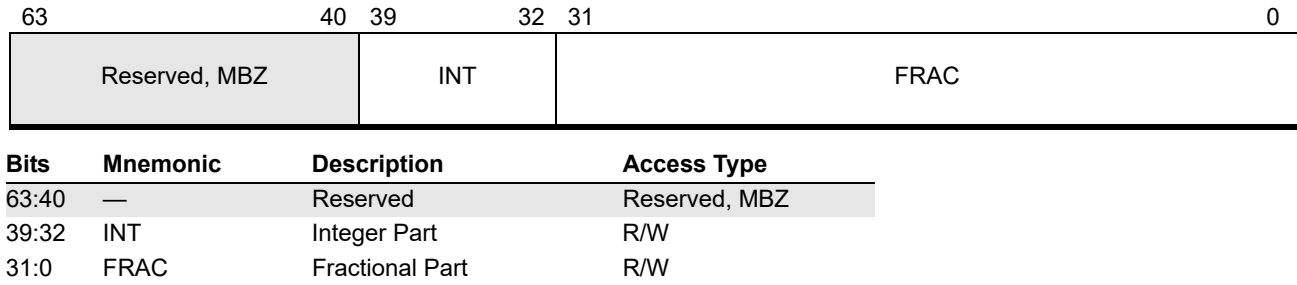 63 40 39 32 31 0
Reserved, MBZ INT FRAC
Bits Mnemonic Description Access Type
63:40 — Reserved Reserved, MBZ
39:32 INT Integer Part R/W
31:0 FRAC Fractional Part R/W